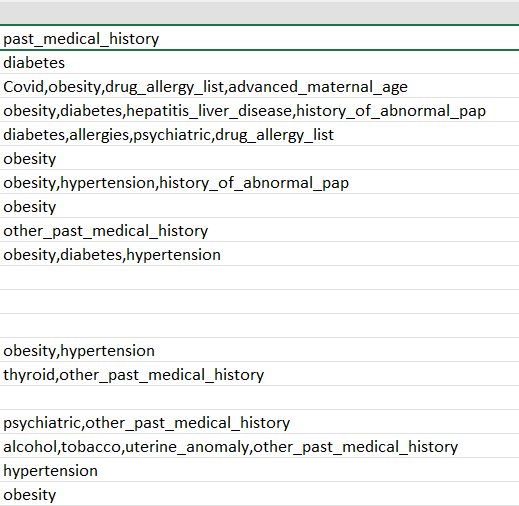 past_medical_history
diabetes
Covid,obesity,drug_allergy_list,advanced_maternal_age
obesity,diabetes,hepatitis_liver_disease,history_of_abnormal_pap
diabetes,allergies,psychiatric,drug_allergy_list
obesity
obesity,hypertension,history_of_abnormal_pap
obesity
other_past_medical_history
obesity,diabetes,hypertension
obesity,hypertension
thyroid,other_past_medical_history
psychiatric,other_past_medical_history
alcohol,tobacco,uterine_anomaly,other_past_medical_history
hypertension
obesity